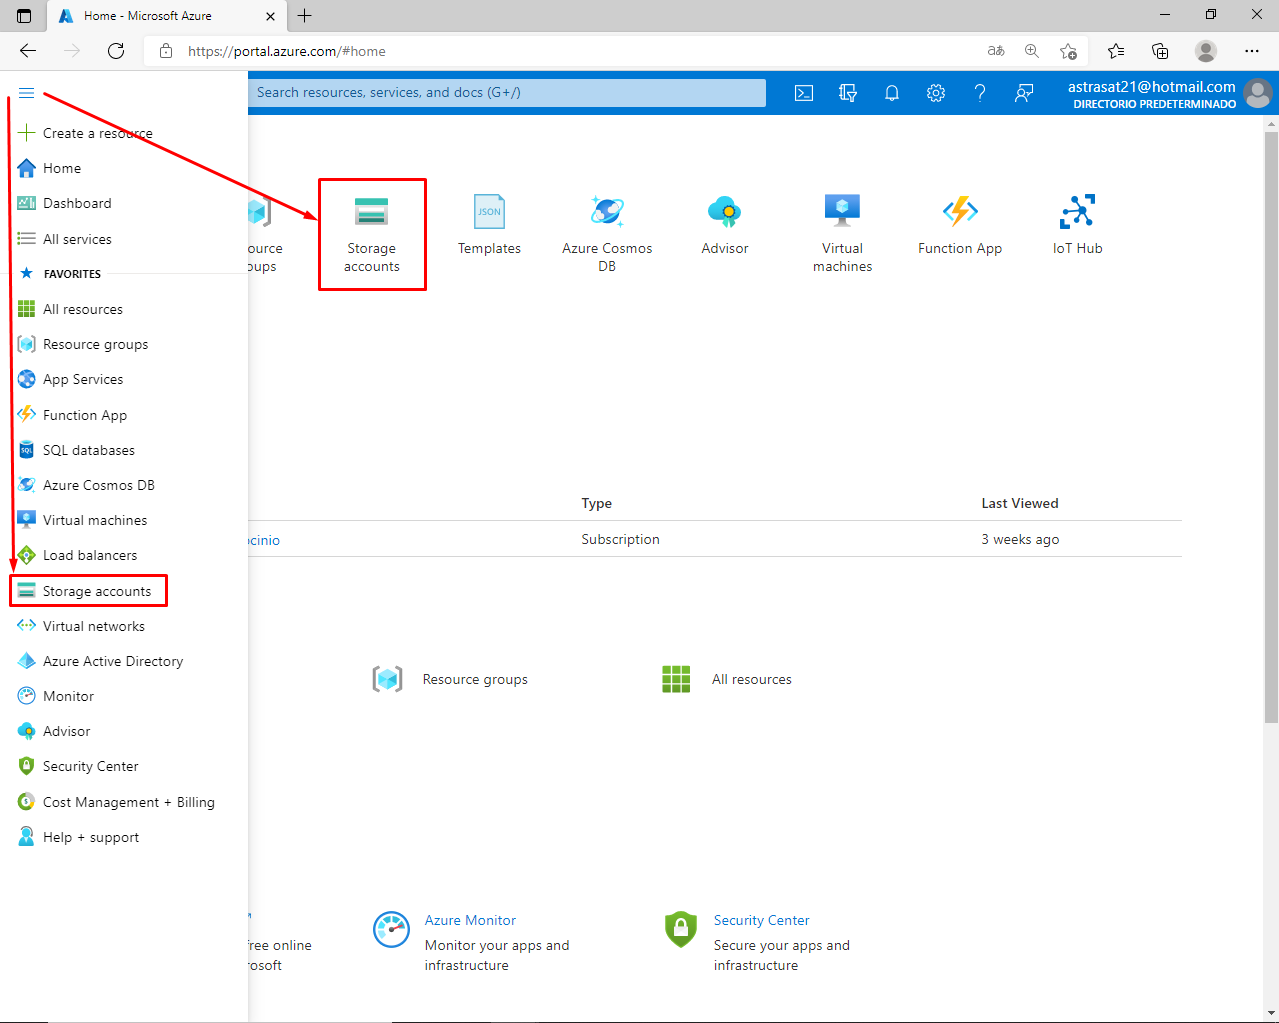 Home - Microsoft Azure
https://portal.azure.com/#home
Search resources, services, and docs (G+/)
astrasat21@hotmail.com
DIRECTORIO PREDETERMINADO
Create a resource
Home
Dashboard
All services
FAVORITES
All resources
Resource groups
App Services
Function App
SQL databases
Azure Cosmos DB
Virtual machines
Load balancers
Storage accounts
Virtual networks
Azure Active Directory
Monitor
Advisor
Security Center
Cost Management + Billing
Help + support
Storage
accounts
JSON
Templates
Azure Cosmos
DB
Advisor
Virtual
machines
Function App
IoT Hub
Type
Last Viewed
Subscription
3 weeks ago
Resource groups
All resources
free online
Azure Monitor
Monitor your apps and
infrastructure
Security Center
Secure your apps and
infrastructure